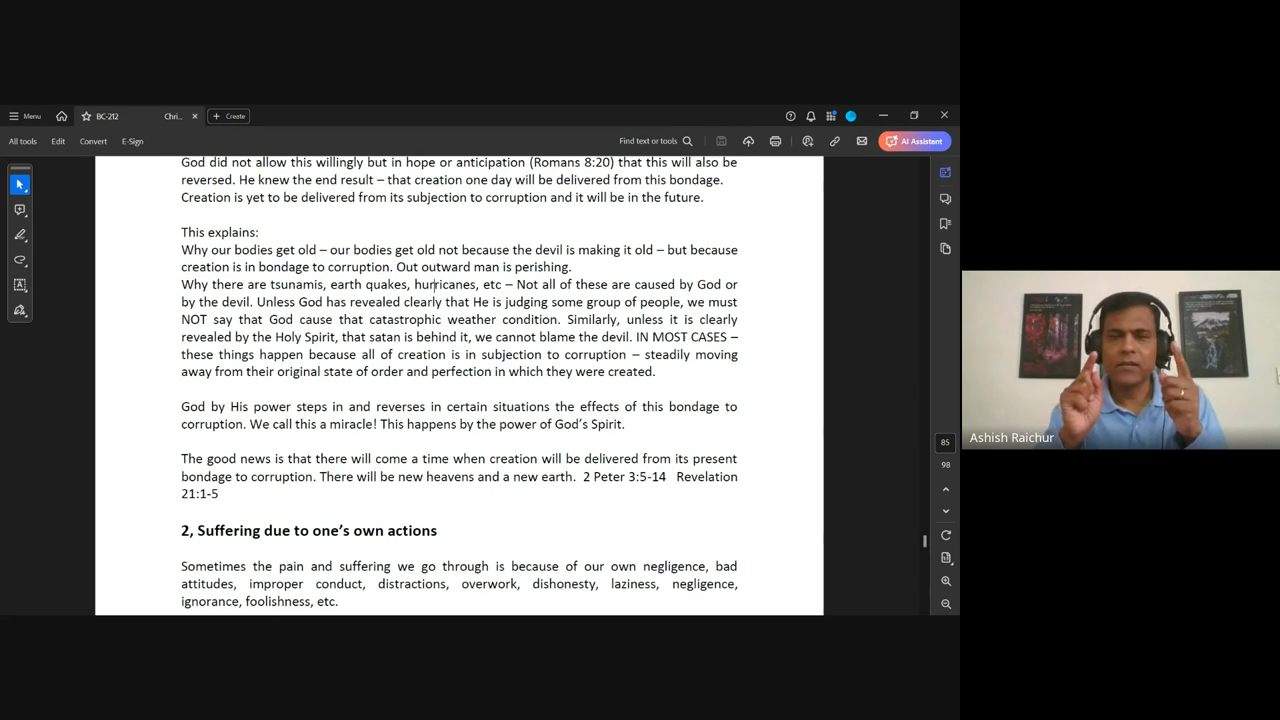 Menu
BC-212
Chri...
Create
All tools
Edit
Convert
E-Sign
Find text or tools
AI Assistant
God did not allow this willingly but in hope or anticipation (Romans 8:20) that this will also be
reversed. He knew the end result – that creation one day will be delivered from this bondage.
Creation is yet to be delivered from its subjection to corruption and it will be in the future.
This explains:
Why our bodies get old – our bodies get old not because the devil is making it old – but because
creation is in bondage to corruption. Out outward man is perishing.
Why there are tsunamis, earth quakes, hurricanes, etc – Not all of these are caused by God or
by the devil. Unless God has revealed clearly that He is judging some group of people, we must
NOT say that God cause that catastrophic weather condition. Similarly, unless it is clearly
revealed by the Holy Spirit, that satan is behind it, we cannot blame the devil. IN MOST CASES –
these things happen because all of creation is in subjection to corruption – steadily moving
away from their original state of order and perfection in which they were created.
God by His power steps in and reverses in certain situations the effects of this bondage to
corruption. We call this a miracle! This happens by the power of God's Spirit.
The good news is that there will come a time when creation will be delivered from its present
bondage to corruption. There will be new heavens and a new earth. 2 Peter 3:5-14 Revelation
21:1-5
2, Suffering due to one's own actions
Sometimes the pain and suffering we go through is because of our own negligence, bad
attitudes, improper conduct, distractions, overwork, dishonesty, laziness, negligence,
ignorance, foolishness, etc.
85
98
Ashish Raichur